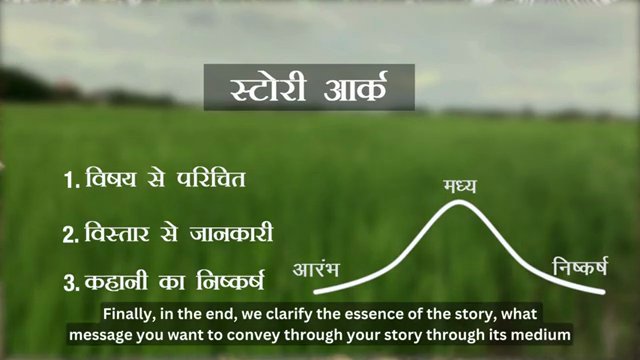 स्टोरी आर्क
1. विषय से परिचित
2. विस्तार से जानकारी
3. कहानी का निष्कर्ष
मध्य
आरंभ
निष्कर्ष
Finally, in the end, we clarify the essence of the story, what
message you want to convey through your story through its medium